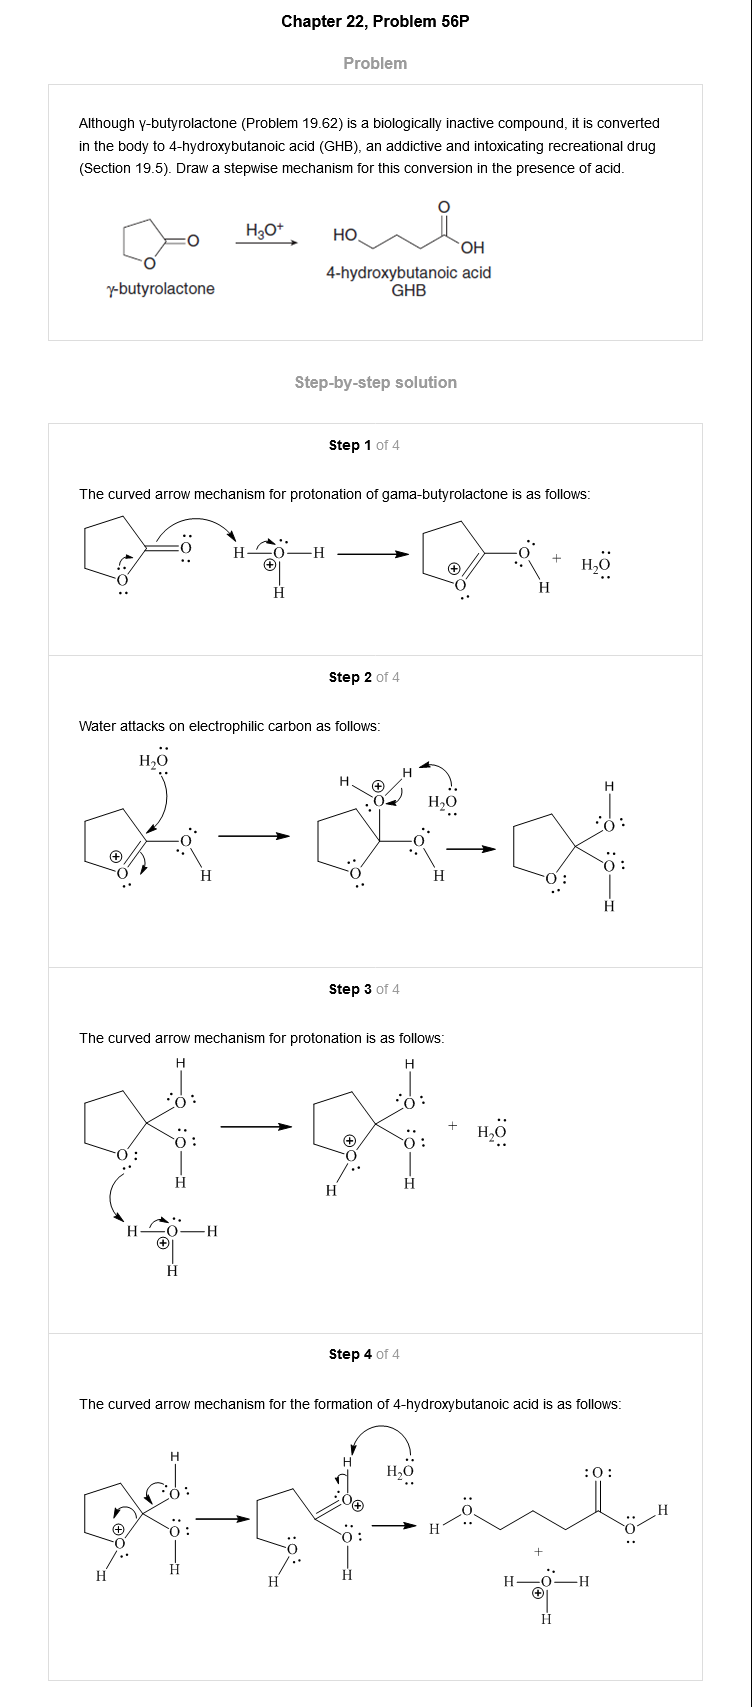 Chapter 22, Problem 56P
Problem
Although γ-butyrolactone (Problem 19.62) is a biologically inactive compound, it is converted
in the body to 4-hydroxybutanoic acid (GHB), an addictive and intoxicating recreational drug
(Section 19.5). Draw a stepwise mechanism for this conversion in the presence of acid.
O
H₃O⁺
HO
O
O
OH
4-hydroxybutanoic acid
γ-butyrolactone
GHB
Step-by-step solution
Step 1 of 4
The curved arrow mechanism for protonation of gama-butyrolactone is as follows:
O H—O—H O + H₂O
⊕ ⊕
O O
H H
Step 2 of 4
Water attacks on electrophilic carbon as follows:
H₂O
H ⊕ H H
O H₂O O
O O O
⊕
O H O H O
H
Step 3 of 4
The curved arrow mechanism for protonation is as follows:
H H
O O
+ H₂O
O O
⊕
O O
H H H
H—O—H
⊕
H
Step 4 of 4
The curved arrow mechanism for the formation of 4-hydroxybutanoic acid is as follows:
H H H₂O :O:
O O⊕ O H
⊕ O O H O
O O
H H H H +
H—O—H
⊕
H